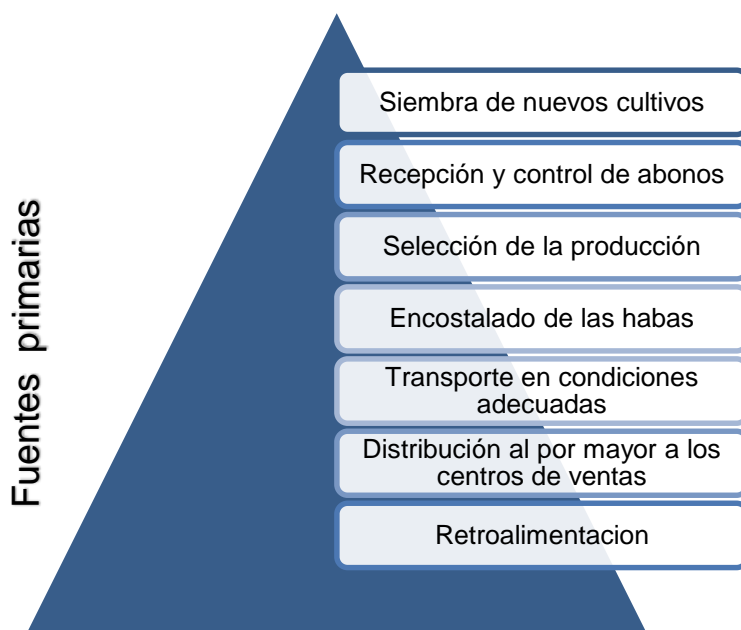 Fuentes primarias
Siembra de nuevos cultivos
Recepción y control de abonos
Selección de la producción
Encostalado de las habas
Transporte en condiciones
adecuadas
Distribución al por mayor a los
centros de ventas
Retroalimentacion